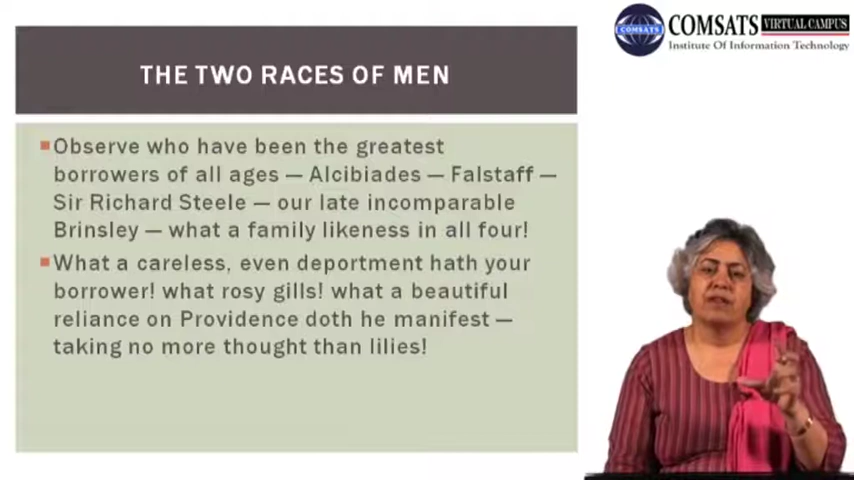 COMSATS VIRTUAL CAMPUS
COMSATS
Institute Of Information Technology
THE TWO RACES OF MEN
Observe who have been the greatest
borrowers of all ages — Alcibiades — Falstaff —
Sir Richard Steele — our late incomparable
Brinsley — what a family likeness in all four!
What a careless, even deportment hath your
borrower! what rosy gills! what a beautiful
reliance on Providence doth he manifest —
taking no more thought than lilies!